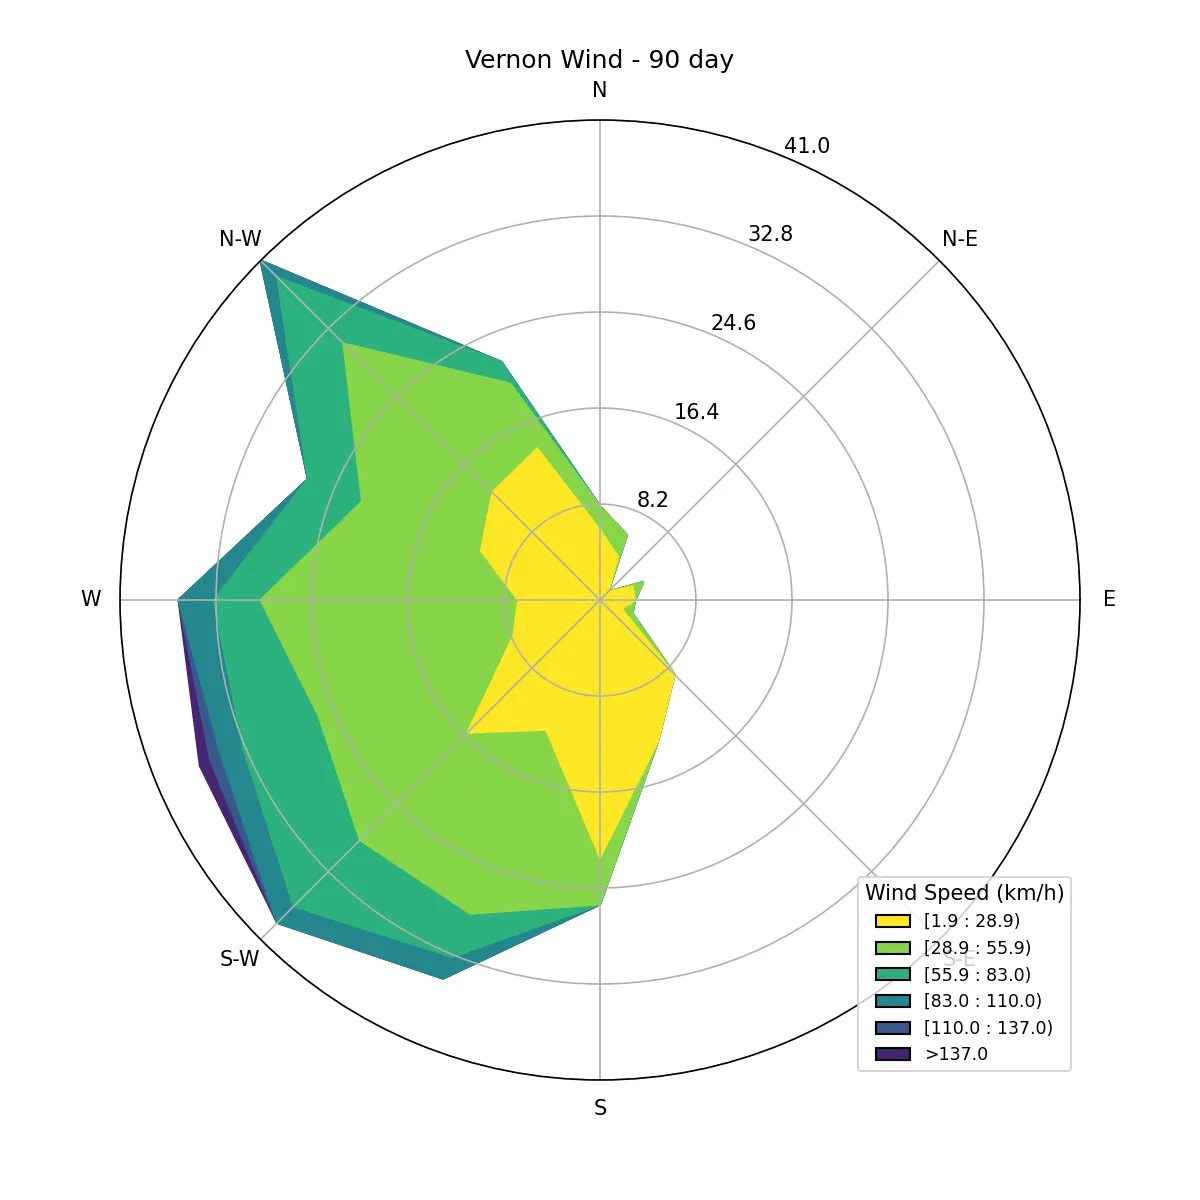 Vernon Wind - 90 day
N
41.0
32.8
N-W
N-E
24.6
16.4
8.2
W
E
Wind Speed (km/h)
[1.9 : 28.9)
[28.9 : 55.9)
S-W
S-E
[55.9 : 83.0)
[83.0 : 110.0)
[110.0 : 137.0)
>137.0
S